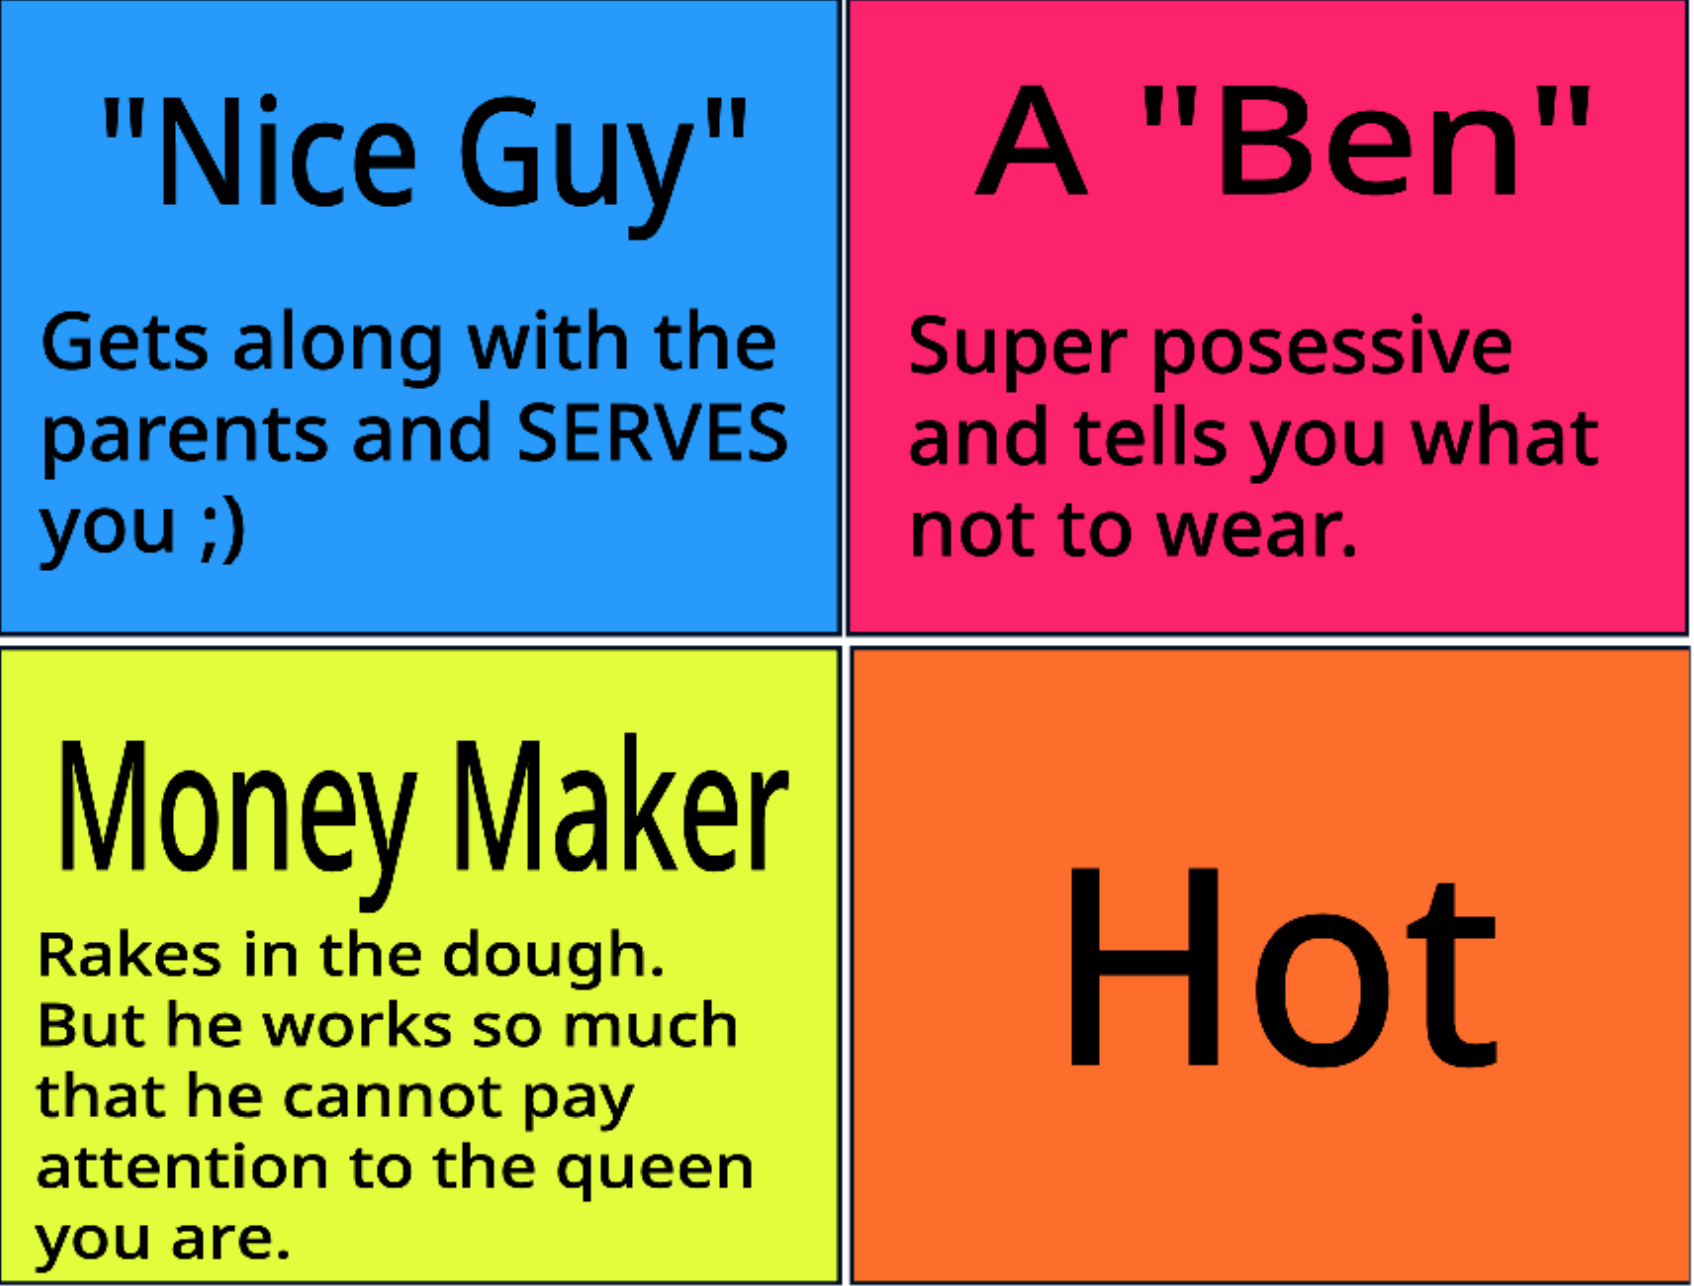 "Nice Guy"
Gets along with the
parents and SERVES
you ;)
A "Ben"
Super posessive
and tells you what
not to wear.
Money Maker
Rakes in the dough.
But he works so much
that he cannot pay
attention to the queen
you are.
Hot